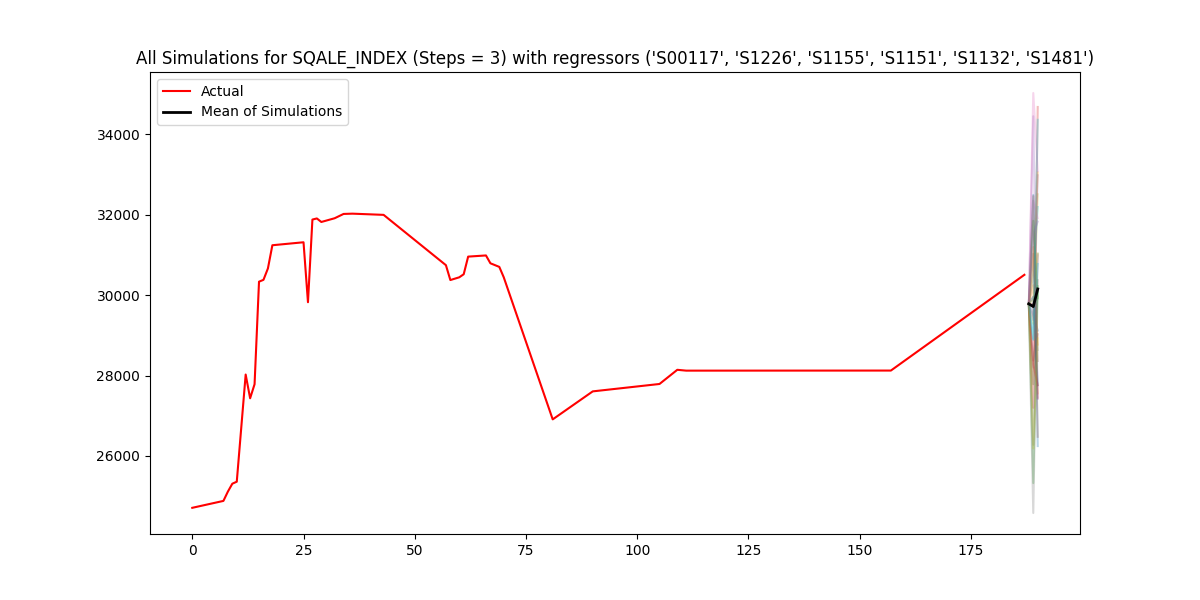 All Simulations for SQALE_INDEX (Steps = 3) with regressors ('S00117', 'S1226', 'S1155', 'S1151', 'S1132', 'S1481')
Actual
Mean of Simulations
34000
32000
30000
28000
26000
0 25 50 75 100 125 150 175